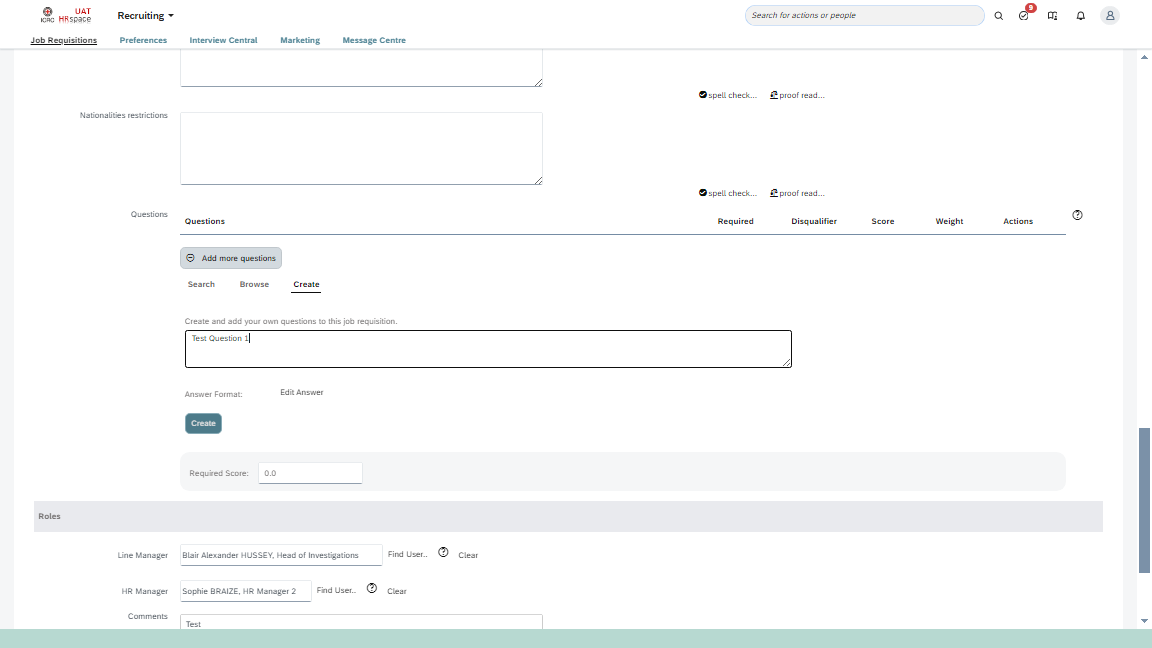 ICRC UAT HRspace
Recruiting
Search for actions or people
9
Job Requisitions Preferences Interview Central Marketing Message Centre
spell check... proof read...
Nationalities restrictions
spell check... proof read...
Questions
Questions Required Disqualifier Score Weight Actions
Add more questions
Search Browse Create
Create and add your own questions to this job requisition.
Test Question 1
Answer Format: Edit Answer
Create
Required Score: 0.0
Roles
Line Manager Blair Alexander HUSSEY, Head of Investigations Find User.. Clear
HR Manager Sophie BRAIZE, HR Manager 2 Find User.. Clear
Comments Test